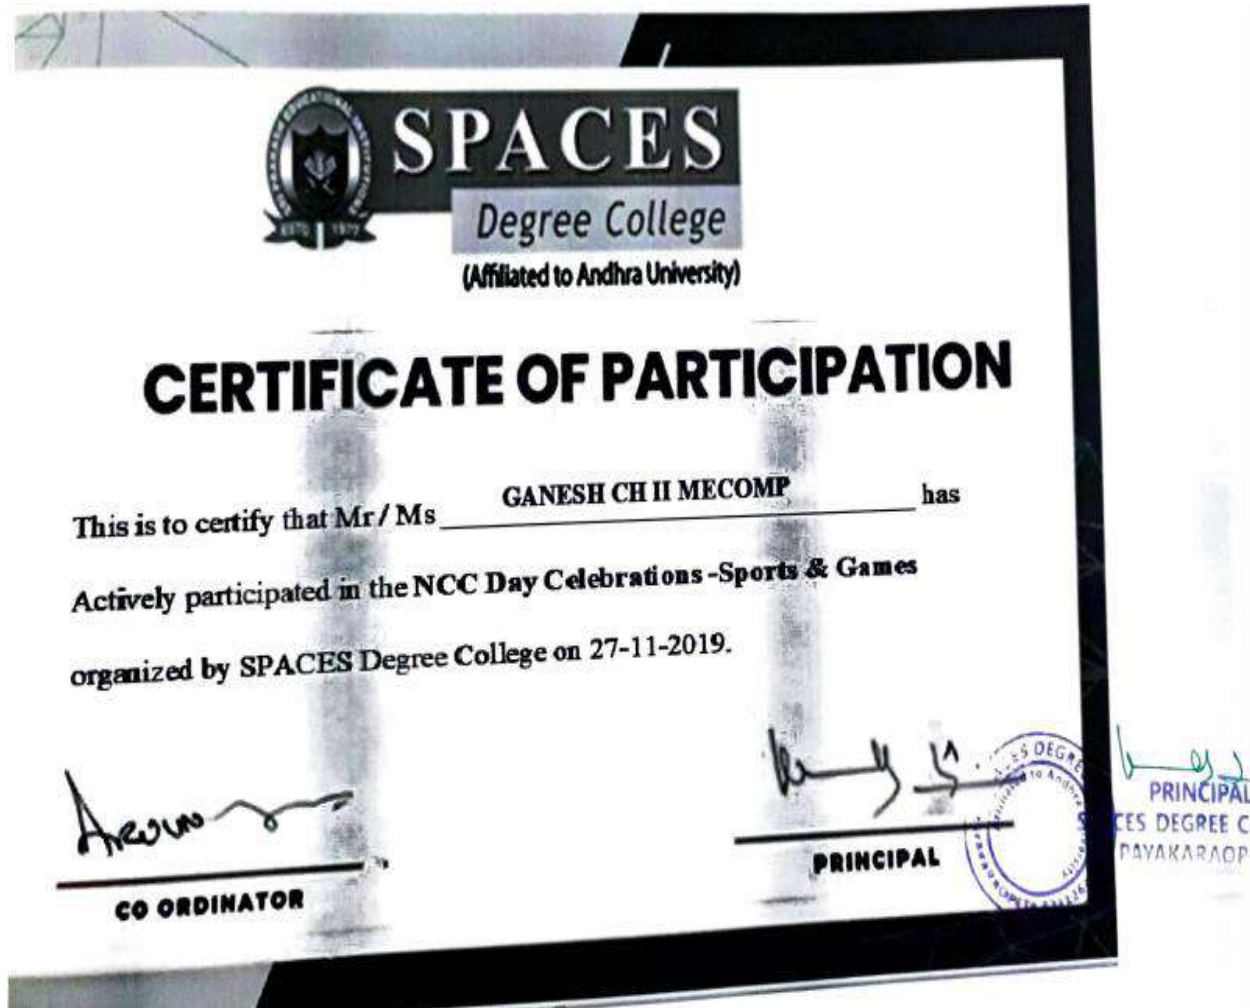 SPACES
Degree College
(Affiliated to Andhra University)
CERTIFICATE OF PARTICIPATION
This is to certify that Mr / Ms GANESH CH II MECOMP has
Actively participated in the NCC Day Celebrations -Sports & Games
organized by SPACES Degree College on 27-11-2019.
CO ORDINATOR
PRINCIPAL
PRINCIPAL
CES DEGREE C
PAYAKARAOP